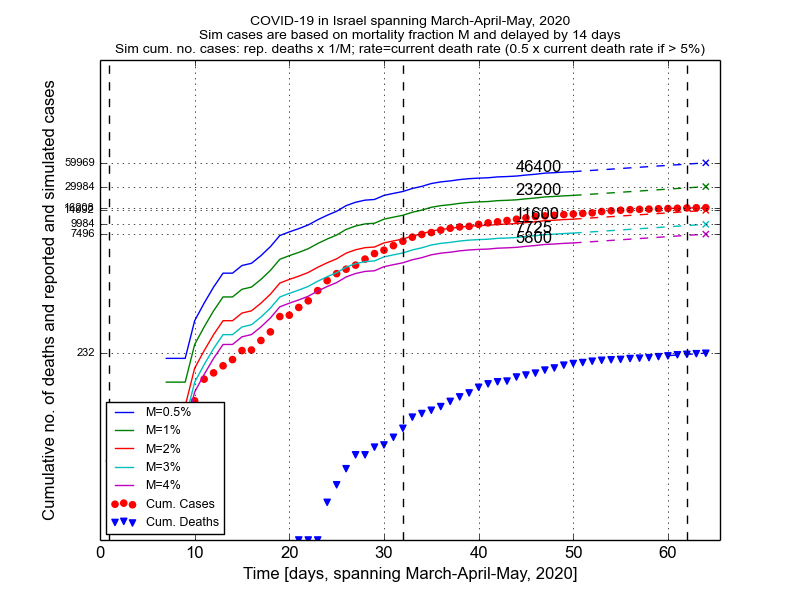 COVID-19 in Israel spanning March-April-May, 2020
Sim cases are based on mortality fraction M and delayed by 14 days
Sim cum. no. cases: rep. deaths x 1/M; rate=current death rate (0.5 x current death rate if > 5%)
Cumulative no. of deaths and reported and simulated cases
59969
29984
14992
9984
7496
232
46400
23200
11600
7725
5800
M=0.5%
M=1%
M=2%
M=3%
M=4%
Cum. Cases
Cum. Deaths
0 10 20 30 40 50 60
Time [days, spanning March-April-May, 2020]